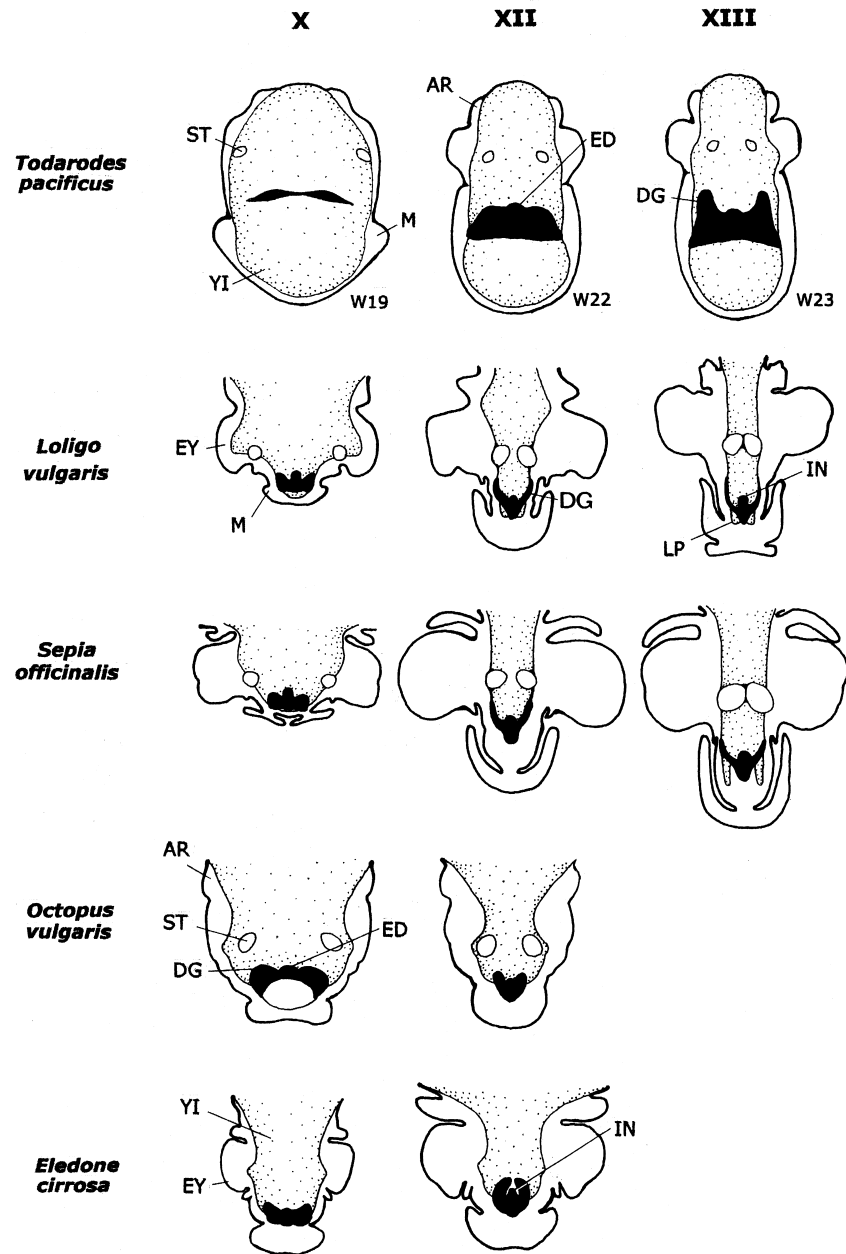 X XII XIII
Todarodes
pacificus
ST
M
YI
W19
AR
ED
W22
DG
W23
Loligo
vulgaris
EY
M
DG
IN
LP
Sepia
officinalis
Octopus
vulgaris
AR
ST
DG
ED
Eledone
cirrosa
YI
EY
IN